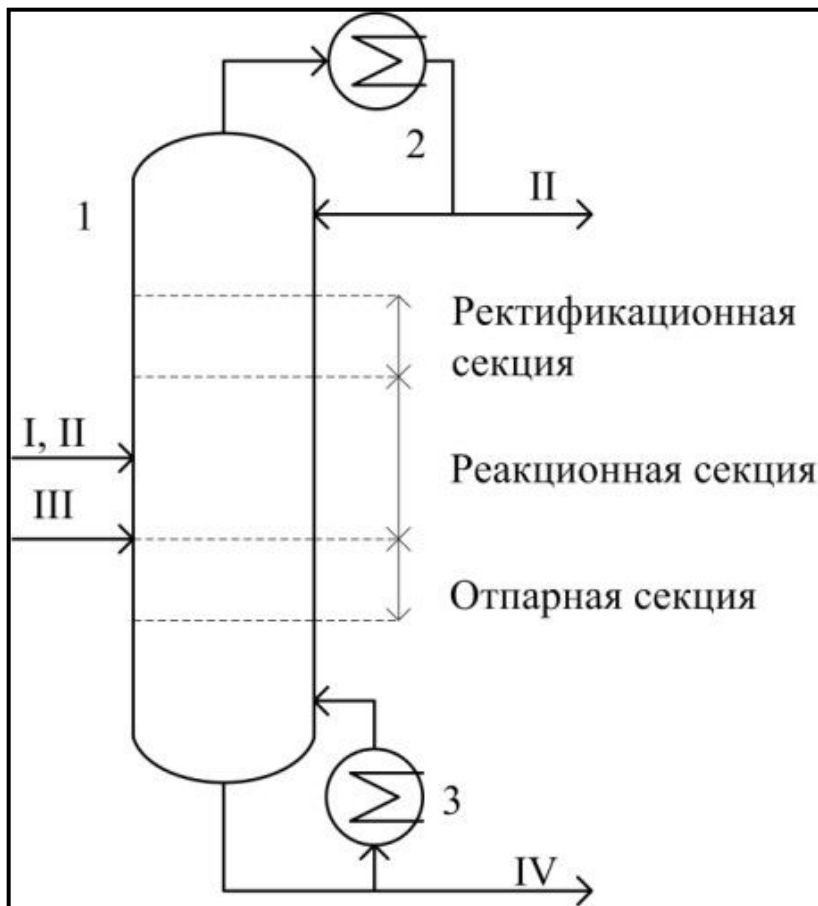 2
1
II
Ректификационная
секция
I, II
Реакционная секция
III
Отпарная секция
3
IV